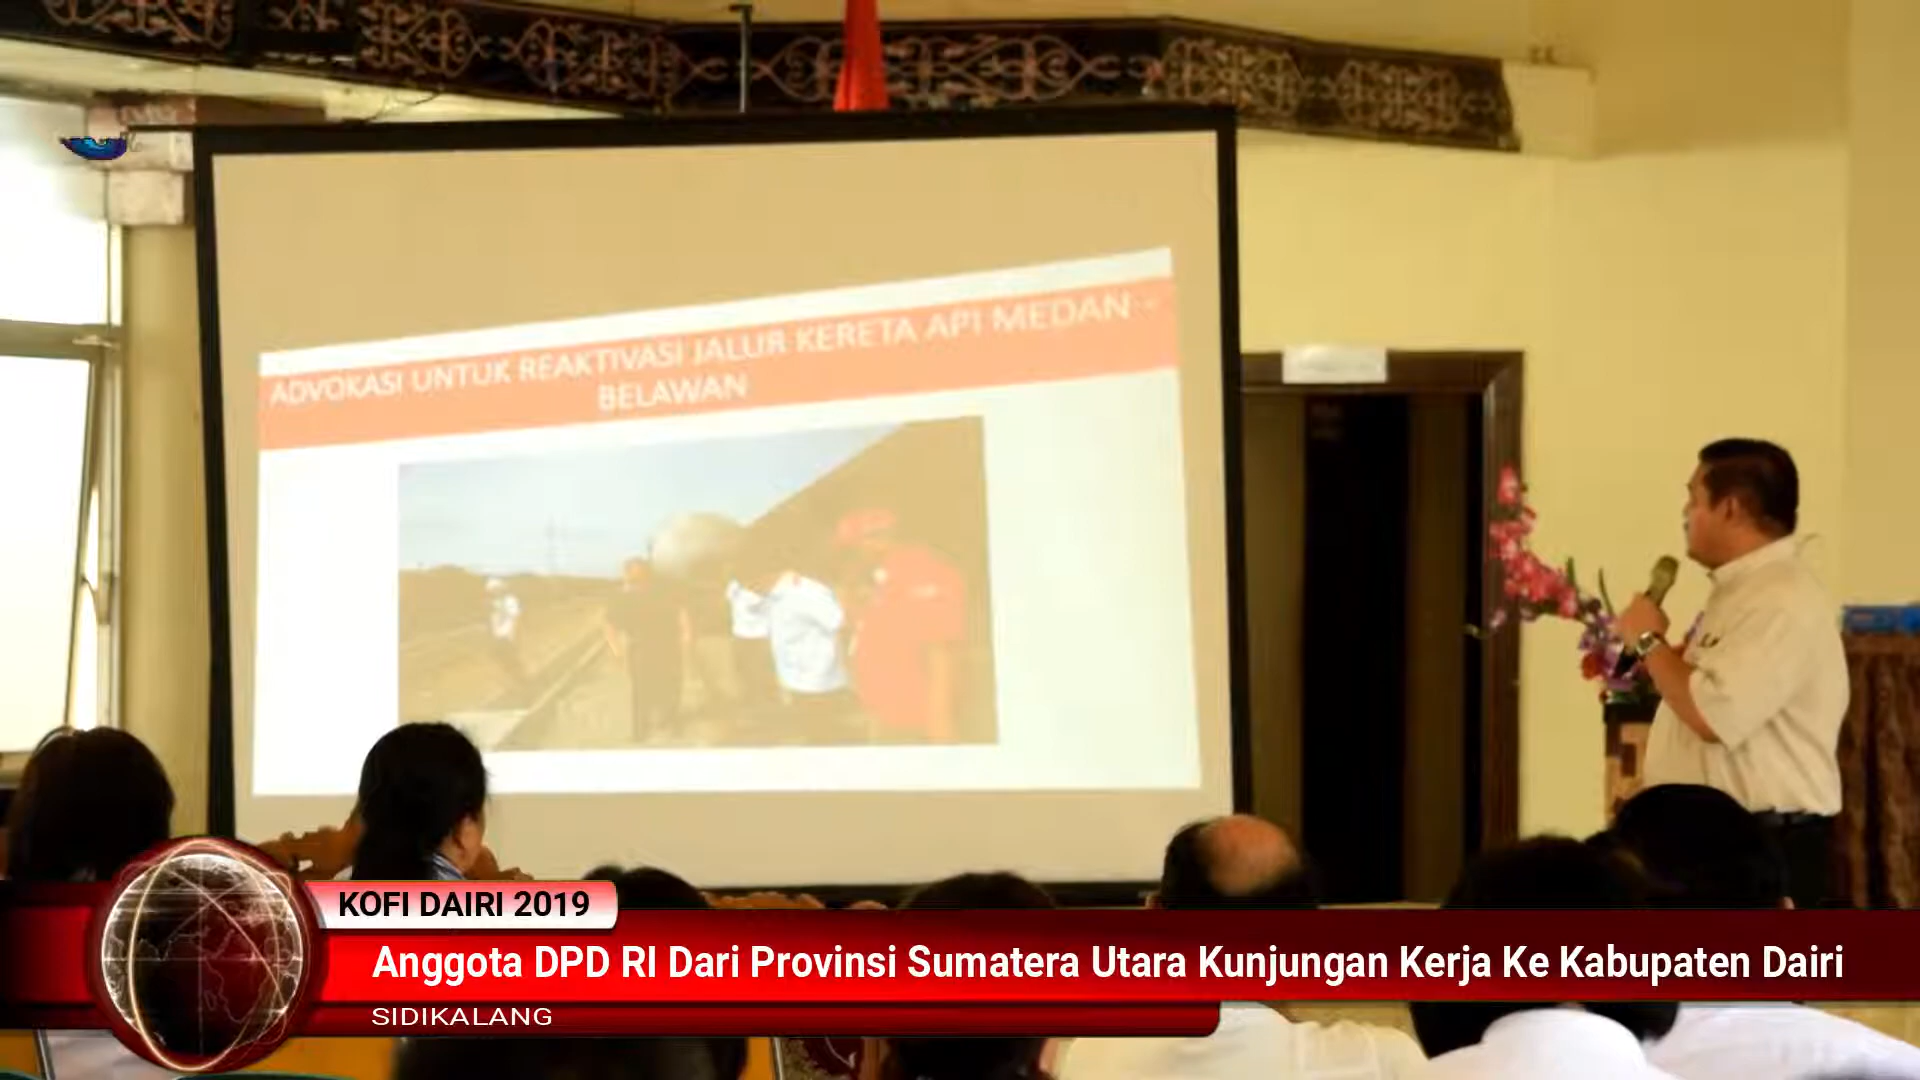 ADVOKASI UNTUK REAKTIVASI JALUR KERETA API MEDAN -
BELAWAN
KOFI DAIRI 2019
Anggota DPD RI Dari Provinsi Sumatera Utara Kunjungan Kerja Ke Kabupaten Dairi
SIDIKALANG